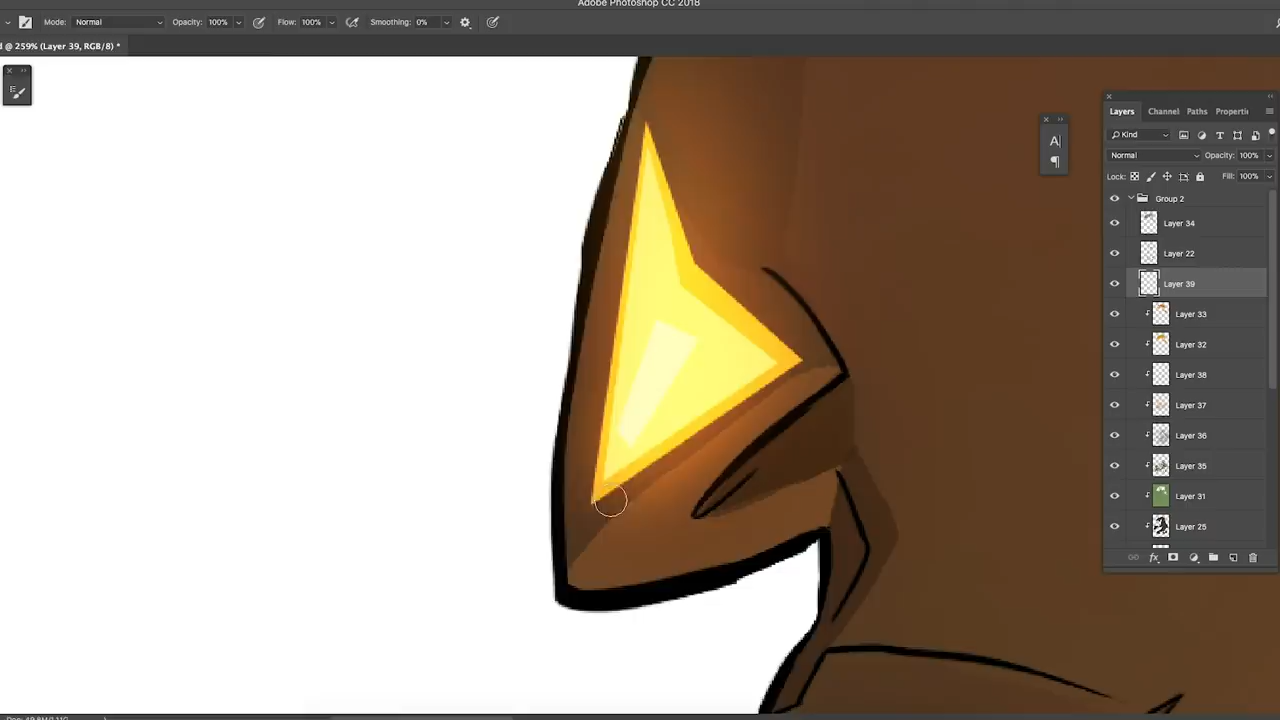 Adobe Photoshop CC 2018
Mode: Normal Opacity: 100% Flow: 100% Smoothing: 0%
d @ 259% (Layer 39, RGB/8) *
Layers Channel Paths Properti
Kind
Normal Opacity: 100%
Lock: Fill: 100%
Group 2
Layer 34
Layer 22
Layer 39
Layer 33
Layer 32
Layer 38
Layer 37
Layer 36
Layer 35
Layer 31
Layer 25